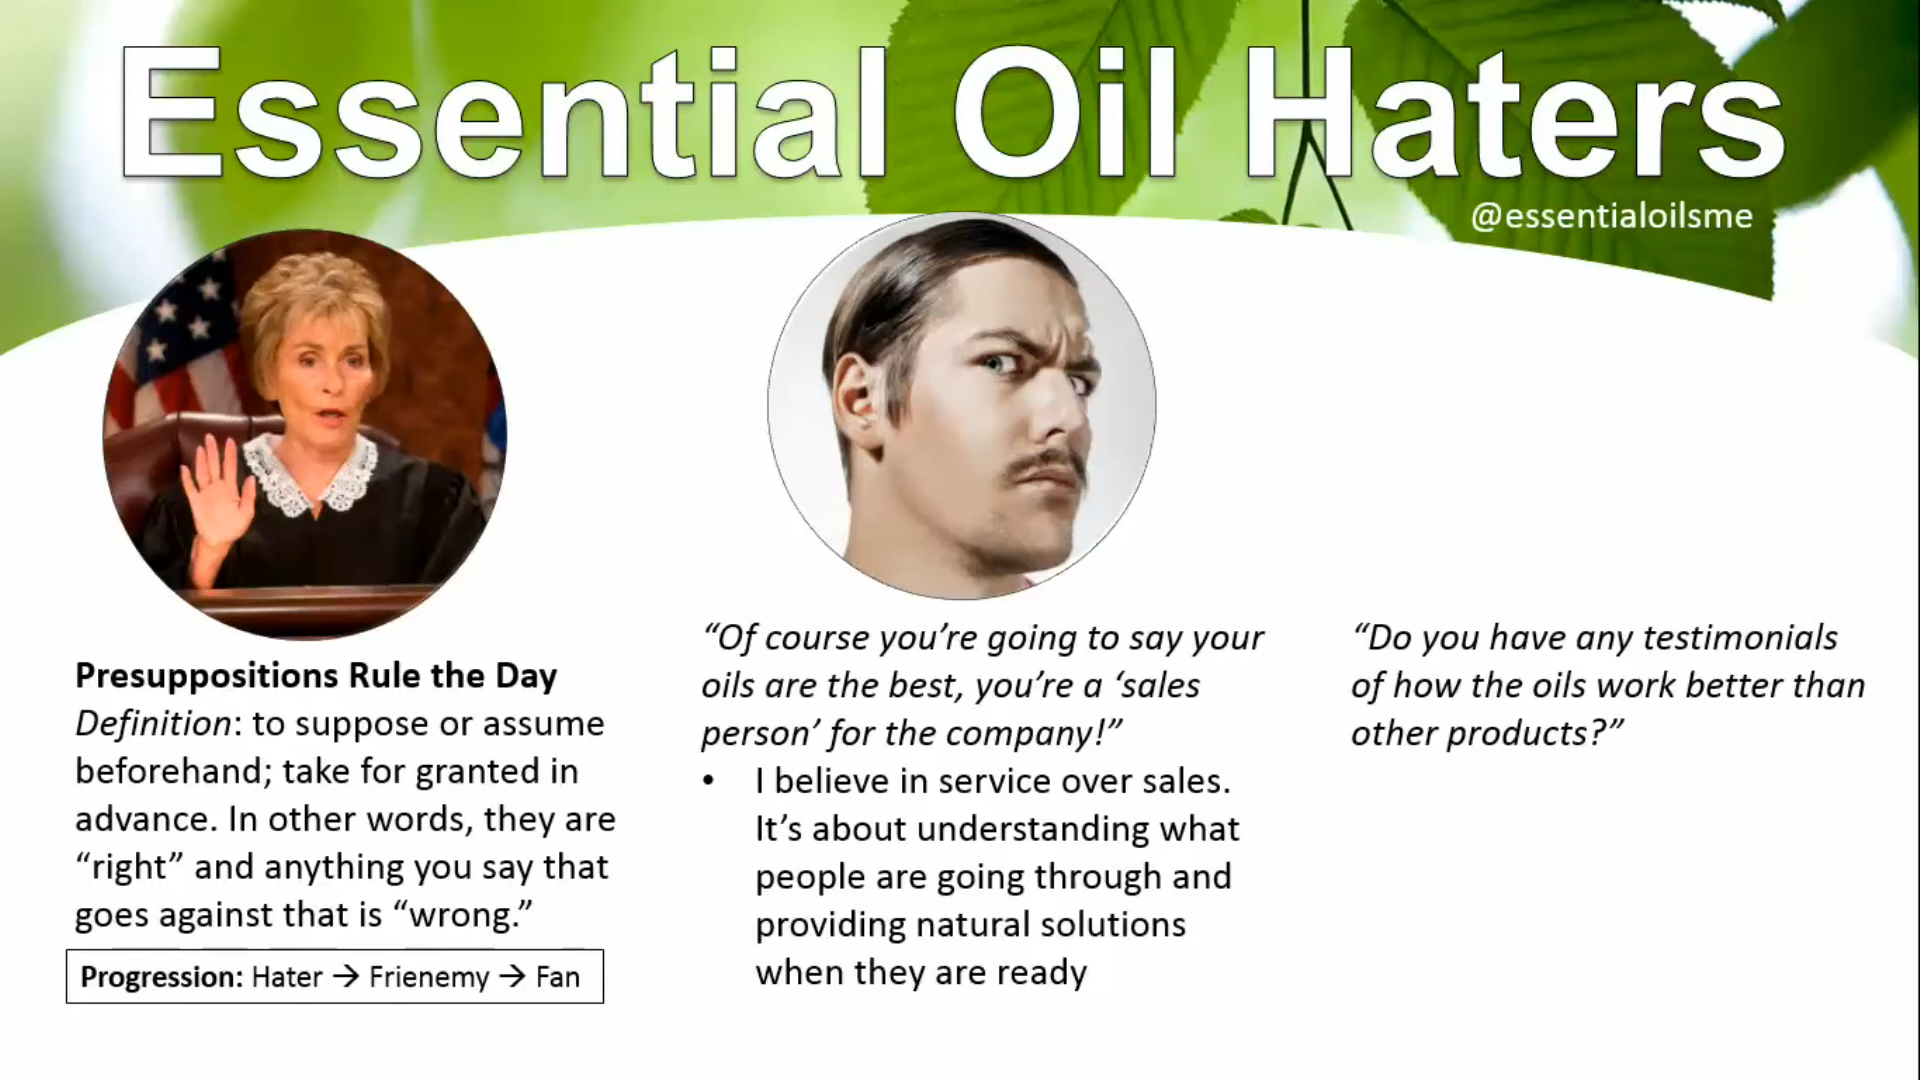 Essential Oil Haters
@essentialoilsme
Presuppositions Rule the Day
Definition: to suppose or assume
beforehand; take for granted in
advance. In other words, they are
“right” and anything you say that
goes against that is “wrong.”
Progression: Hater → Frienemy → Fan
“Of course you’re going to say your
oils are the best, you’re a ‘sales
person’ for the company!”
• I believe in service over sales.
It’s about understanding what
people are going through and
providing natural solutions
when they are ready
“Do you have any testimonials
of how the oils work better than
other products?”